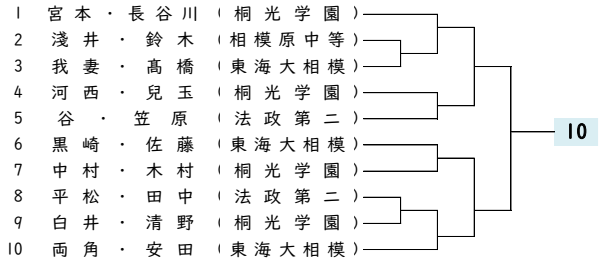 1 宮本・長谷川 (桐光学園)
2 淺井・鈴木 (相模原中等)
3 我妻・髙橋 (東海大相模)
4 河西・兒玉 (桐光学園)
5 谷・笠原 (法政第二)
6 黒崎・佐藤 (東海大相模)
7 中村・木村 (桐光学園)
8 平松・田中 (法政第二)
9 白井・清野 (桐光学園)
10 両角・安田 (東海大相模)
10